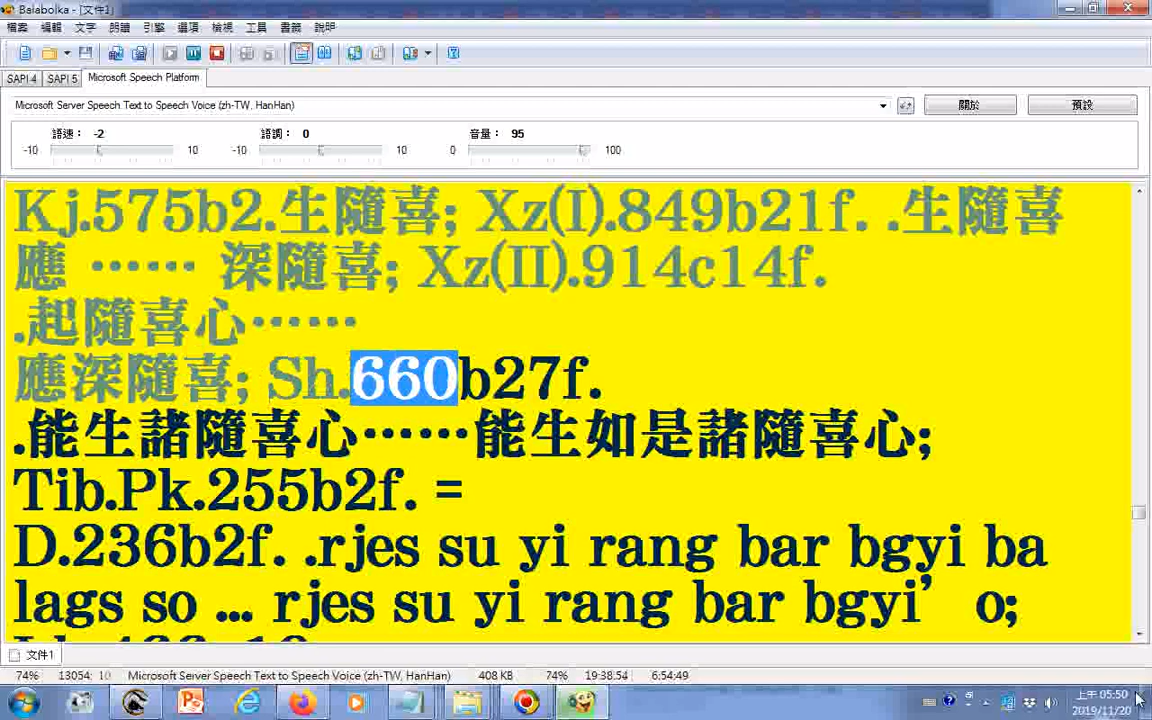 Balabolka - [文件1]
檔案 編輯 文字 朗讀 引擎 選項 檢視 工具 書籤 說明
SAPI 4 SAPI 5 Microsoft Speech Platform
Microsoft Server Speech Text to Speech Voice (zh-TW, HanHan) 關於 預設
語速： -2 語調： 0 音量： 95
-10 10 -10 10 0 100
Kj.575b2.生隨喜; Xz(I).849b21f. .生隨喜
應 …… 深隨喜; Xz(II).914c14f.
.起隨喜心……
應深隨喜; Sh.660b27f.
.能生諸隨喜心……能生如是諸隨喜心;
Tib.Pk.255b2f. =
D.236b2f. .rjes su yi rang bar bgyi ba
lags so ... rjes su yi rang bar bgyi’ o;
文件1
74% 13054: 10 Microsoft Server Speech Text to Speech Voice (zh-TW, HanHan) 408 KB 74% 19:38:54 6:54:49
上午 05:50
2019/11/20